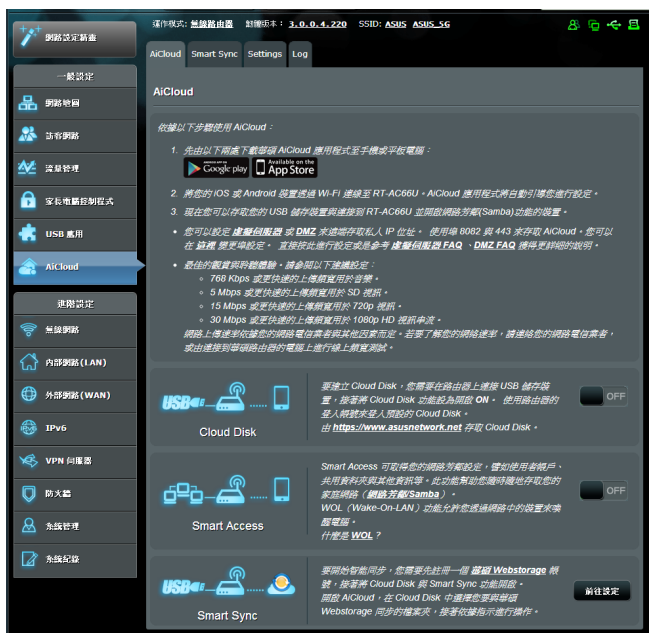 運作模式: 無線路由器 韌體版本: 3.0.0.4.220 SSID: ASUS ASUS_5G
網路設定精靈
一般設定
網路地圖
訪客網路
流量管理
家長電腦控制程式
USB 應用
AiCloud
進階設定
無線網路
內部網路(LAN)
外部網路(WAN)
IPv6
VPN 伺服器
防火牆
系統管理
系統紀錄
AiCloud Smart Sync Settings Log
AiCloud
依據以下步驟使用 AiCloud:
1. 先由以下兩處下載華碩 AiCloud 應用程式至手機或平板電腦:
ANDROID APP ON
Google play
Available on the
App Store
2. 將您的 iOS 或 Android 裝置透過 Wi-Fi 連線至 RT-AC66U。AiCloud 應用程式將自動引導您進行設定。
3. 現在您可以存取您的 USB 儲存裝置與連接到 RT-AC66U 並開啟網路芳鄰(Samba)功能的裝置。
• 您可以設定 虛擬伺服器 或 DMZ 來遠端存取私人 IP 位址。 使用埠 8082 與 443 來存取 AiCloud。您可以
在 這裡 變更埠設定。 直接按此進行設定或是參考 虛擬伺服器 FAQ 、DMZ FAQ 獲得更詳細的說明。
• 最佳的觀賞與聆聽體驗。請參閱以下建議設定:
◦ 768 Kbps 或更快速的上傳頻寬用於音樂。
◦ 5 Mbps 或更快速的上傳頻寬用於 SD 視訊。
◦ 15 Mbps 或更快速的上傳頻寬用於 720p 視訊。
◦ 30 Mbps 或更快速的上傳頻寬用於 1080p HD 視訊串流。
網路上傳速率依據您的網路電信業者與其他因素而定。若要了解您的網絡速率,請連絡您的網路電信業者,
或由連接到華碩路由器的電腦上進行線上頻寬測試。
USB
Cloud Disk
要建立 Cloud Disk,您需要在路由器上連接 USB 儲存裝
置,接著將 Cloud Disk 功能設為開啟 ON。 使用路由器的
登入帳號來登入預設的 Cloud Disk。
由 https://www.asusnetwork.net 存取 Cloud Disk。
OFF
Smart Access
Smart Access 可取得您的網路芳鄰設定,譬如使用者帳戶、
共用資料夾與其他資訊等。此功能幫助您隨時隨地存取您的
家庭網路(網路芳鄰/Samba)。
WOL(Wake-On-LAN)功能允許您透過網路中的裝置來喚
醒電腦。
什麼是 WOL?
OFF
USB
Smart Sync
要開始智能同步,您需要先註冊一個 華碩 Webstorage 帳
號,接著將 Cloud Disk 與 Smart Sync 功能開啟。
開啟 AiCloud,在 Cloud Disk 中選擇您要與華碩
Webstorage 同步的檔案夾,接著依據指示進行操作。
前往設定